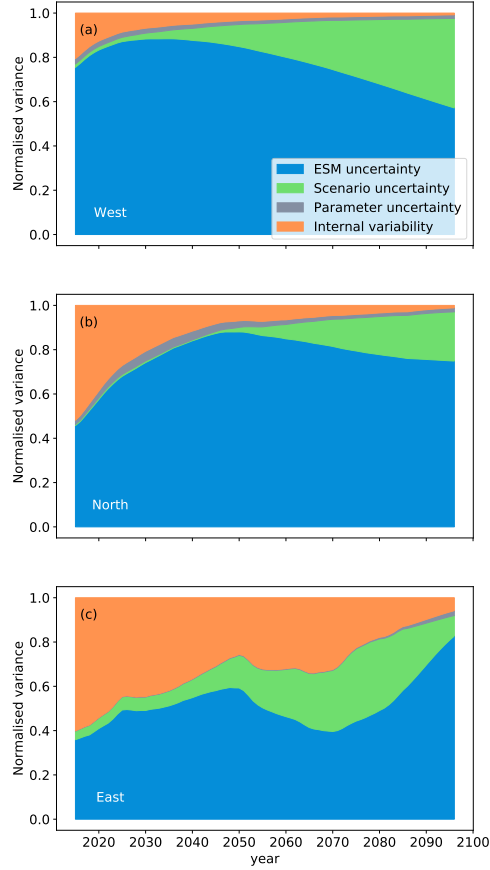 1.0
(a)
0.8
0.6
0.4
0.2
0.0
Normalised variance
West
ESM uncertainty
Scenario uncertainty
Parameter uncertainty
Internal variability
1.0
(b)
0.8
0.6
0.4
0.2
0.0
Normalised variance
North
1.0
(c)
0.8
0.6
0.4
0.2
0.0
Normalised variance
East
2020 2030 2040 2050 2060 2070 2080 2090 2100
year